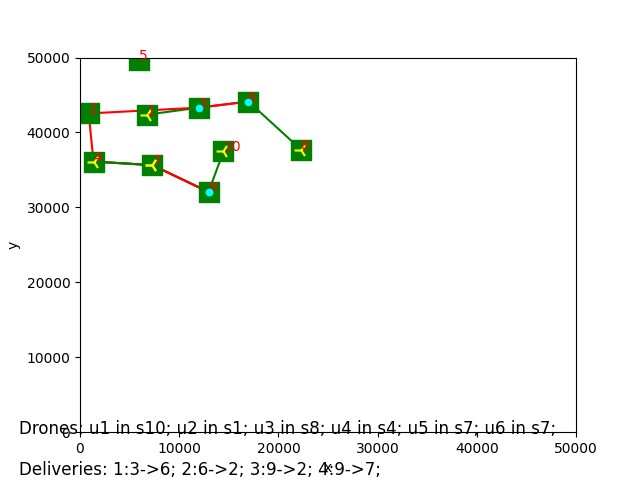 5
50000
2
40000
10
30000
y
20000
10000
0
Drones: u1 in s10; u2 in s1; u3 in s8; u4 in s4; u5 in s7; u6 in s7;
0 10000 20000 30000 40000 50000
x
Deliveries: 1:3->6; 2:6->2; 3:9->2; 4:9->7;